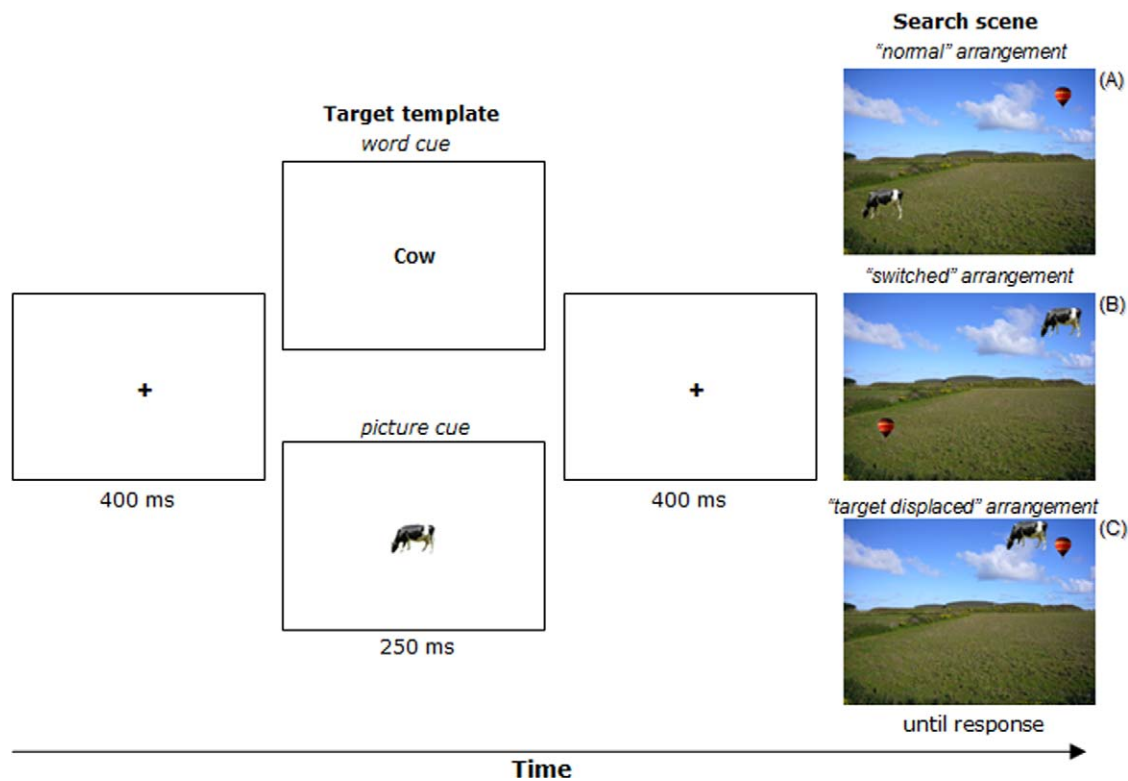 Search scene
"normal" arrangement
(A)
Target template
word cue
Cow
"switched" arrangement
(B)
+
+
picture cue
400 ms
400 ms
"target displaced" arrangement
(C)
250 ms
until response
Time